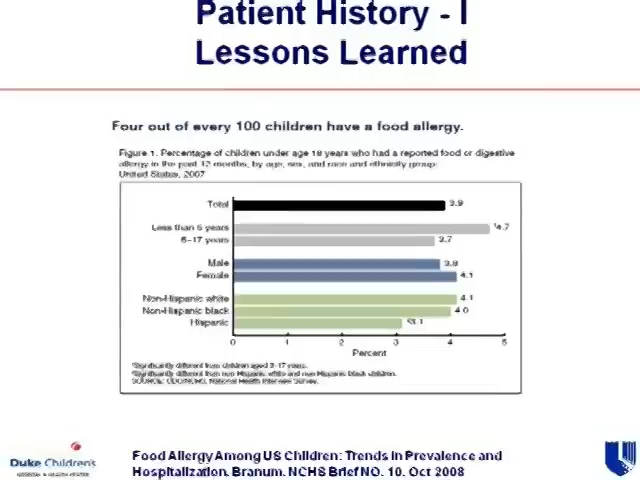 Patient History - I
Lessons Learned
Four out of every 100 children have a food allergy.
Figure 1. Percentage of children under age 18 years who had a reported food or digestive
allergy in the past 12 months, by age, sex, and race and ethnicity group:
United States, 2007
Total 3.9
Less than 5 years ¹4.7
5-17 years 3.7
Male 3.8
Female 4.1
Non-Hispanic white 4.1
Non-Hispanic black 4.0
Hispanic ²3.1
0 1 2 3 4 5
Percent
¹Significantly different from children aged 5-17 years.
²Significantly different from non-Hispanic white and non-Hispanic black children.
SOURCE: CDC/NCHS, National Health Interview Survey.
Duke Children's
Food Allergy Among US Children: Trends in Prevalence and
Hospitalization. Branum. NCHS Brief NO. 10. Oct 2008